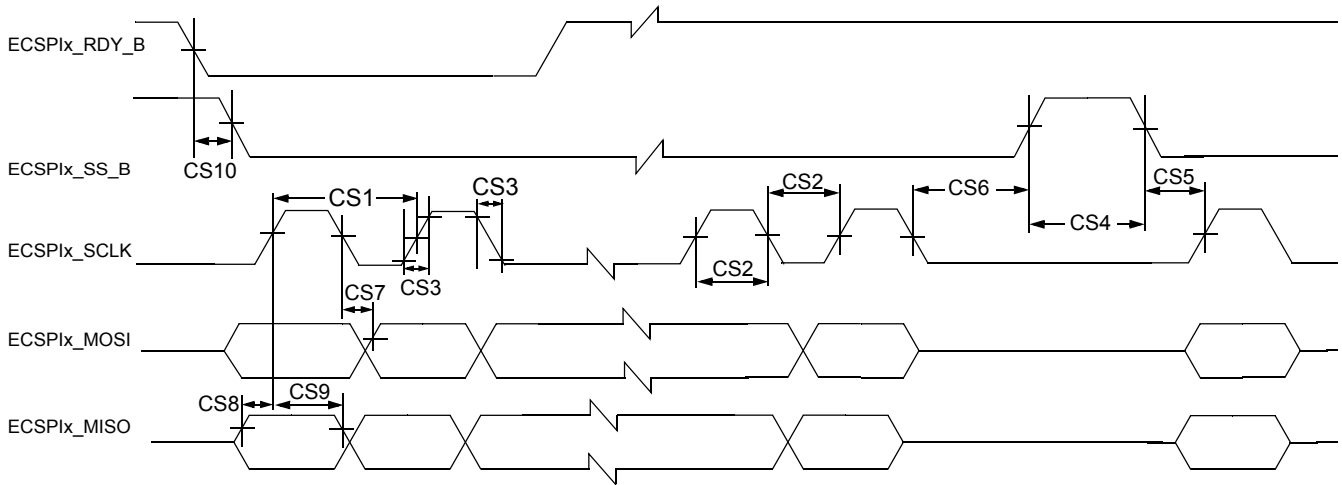 ECSPIx_RDY_B
ECSPIx_SS_B
CS10
CS1
CS3
CS2
CS6
CS5
CS4
ECSPIx_SCLK
CS3
CS2
CS7
ECSPIx_MOSI
CS8
CS9
ECSPIx_MISO